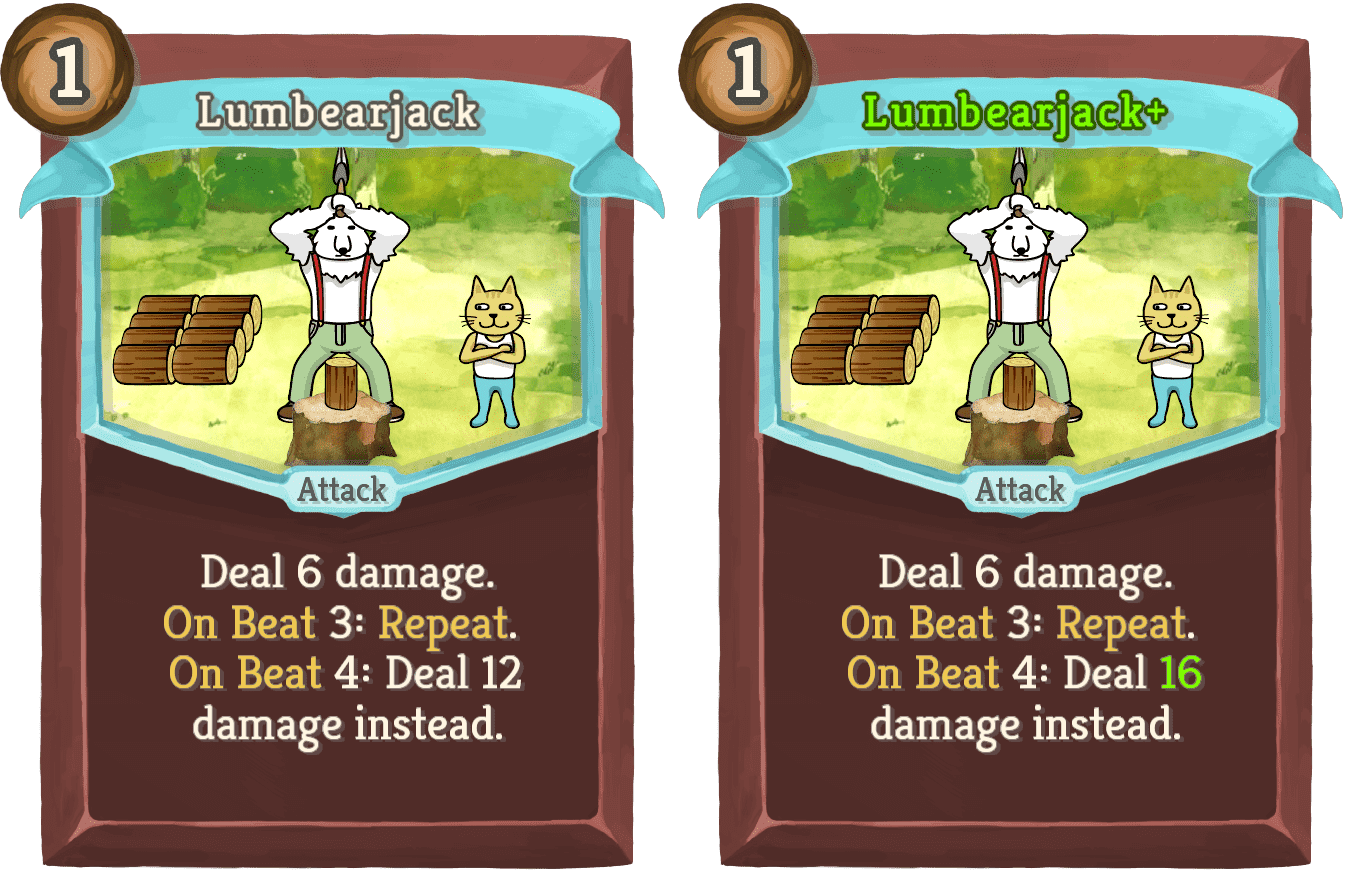 1
Lumbearjack
Attack
Deal 6 damage.
On Beat 3: Repeat.
On Beat 4: Deal 12
damage instead.
1
Lumbearjack+
Attack
Deal 6 damage.
On Beat 3: Repeat.
On Beat 4: Deal 16
damage instead.